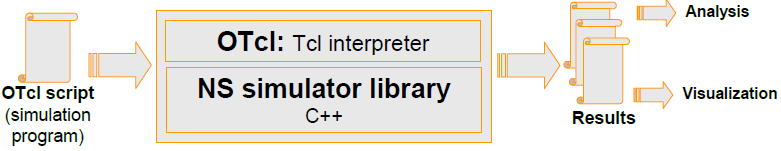 OTcl script
(simulation
program)
OTcl: Tcl interpreter
NS simulator library
C++
Results
Analysis
Visualization